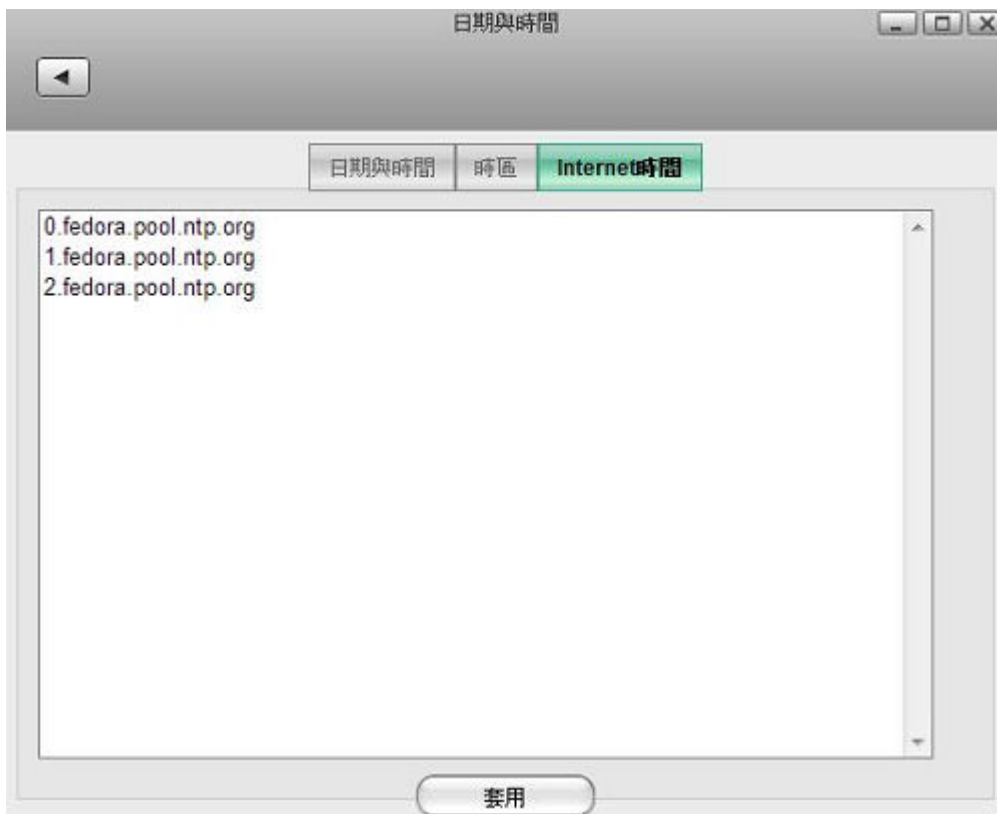 日期與時間
日期與時間 時區 Internet時間
0.fedora.pool.ntp.org
1.fedora.pool.ntp.org
2.fedora.pool.ntp.org
套用